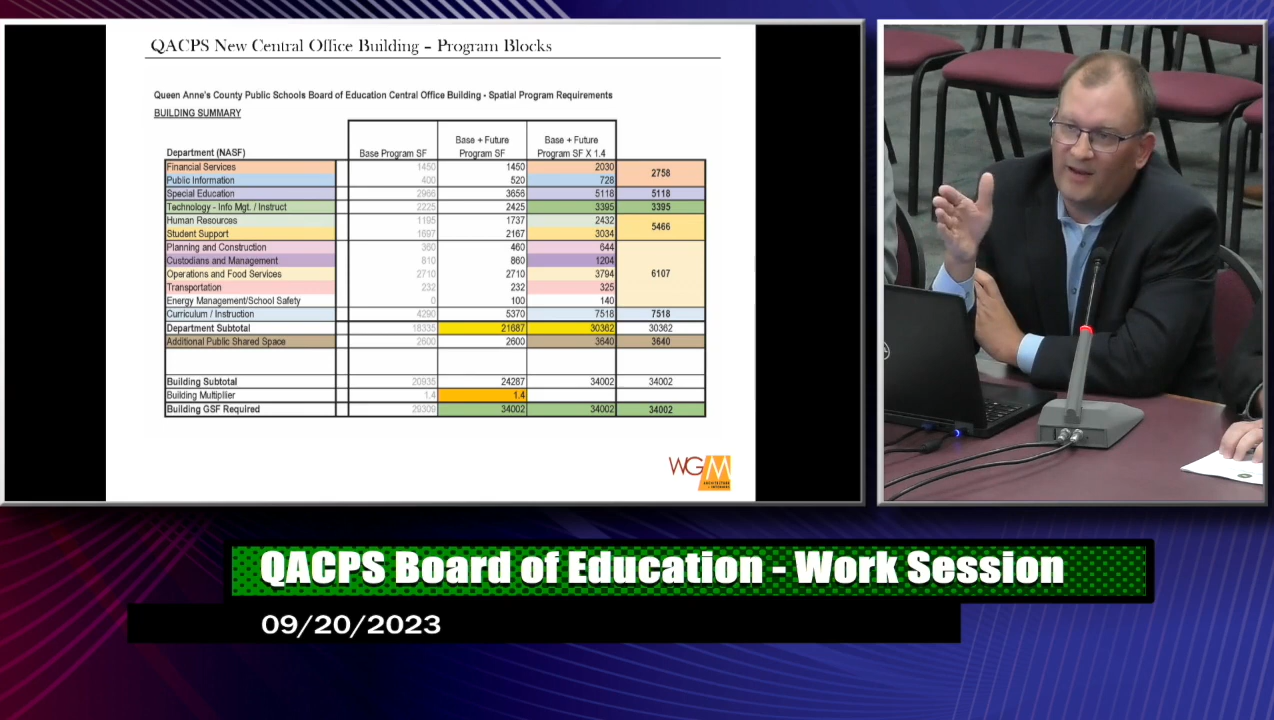 QACPS New Central Office Building – Program Blocks
Queen Anne's County Public Schools Board of Education Central Office Building - Spatial Program Requirements
BUILDING SUMMARY
Department (NASF) Base Program SF Base + Future Program SF Base + Future Program SF X 1.4
Financial Services 1450 1450 2030 2758
Public Information 400 520 728
Special Education 2966 3656 5118 5118
Technology - Info Mgt. / Instruct 2225 2425 3395 3395
Human Resources 1195 1737 2432 5466
Student Support 1697 2167 3034
Planning and Construction 360 460 644
Custodians and Management 810 860 1204
Operations and Food Services 2710 2710 3794 6107
Transportation 232 232 325
Energy Management/School Safety 0 100 140
Curriculum / Instruction 4290 5370 7518 7518
Department Subtotal 18335 21687 30362 30362
Additional Public Shared Space 2600 2600 3640 3640
Building Subtotal 20935 24287 34002 34002
Building Multiplier 1.4 1.4
Building GSF Required 29309 34002 34002 34002
WGM
ARCHITECTURE
QACPS Board of Education - Work Session
09/20/2023